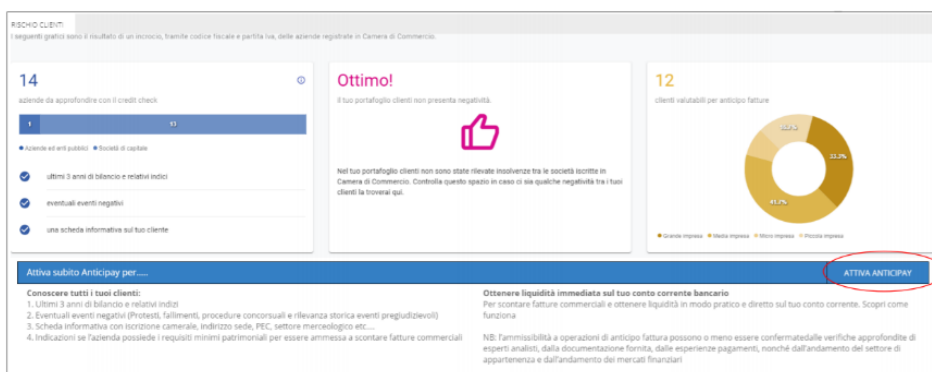 RISCHIO CLIENTI
I seguenti grafici sono il risultato di un incrocio, tramite codice fiscale e partita Iva, delle aziende registrate in Camera di Commercio.
14
aziende da approfondire con il credit check
1 13
Aziende ed enti pubblici Società di capitale
ultimi 3 anni di bilancio e relativi indici
eventuali eventi negativi
una scheda informativa sul tuo cliente
Ottimo!
Il tuo portafoglio clienti non presenta negatività.
Nel tuo portafoglio clienti non sono state rilevate insolvenze tra le società iscritte in
Camera di Commercio. Controlla questo spazio in caso ci sia qualche negatività tra i tuoi
clienti la troverai qui.
12
clienti valutabili per anticipo fatture
33.3%
41.7%
Grande impresa Media impresa Micro impresa Piccola impresa
Attiva subito Anticipay per.....
ATTIVA ANTICIPAY
Conoscere tutti i tuoi clienti:
1. Ultimi 3 anni di bilancio e relativi indizi
2. Eventuali eventi negativi (Protesti, fallimenti, procedure concorsuali e rilevanza storica eventi pregiudizievoli)
3. Scheda informativa con iscrizione camerale, indirizzo sede, PEC, settore merceologico etc....
4. Indicazioni se l'azienda possiede i requisiti minimi patrimoniali per essere ammessa a scontare fatture commerciali
Ottenere liquidità immediata sul tuo conto corrente bancario
Per scontare fatture commerciali e ottenere liquidità in modo pratico e diretto sul tuo conto corrente. Scopri come
funziona
NB: l'ammissibilità a operazioni di anticipo fattura possono o meno essere confermatedalle verifiche approfondite di
esperti analisti, dalla documentazione fornita, dalle esperienze pagamenti, nonché dall'andamento del settore di
appartenenza e dall'andamento dei mercati finanziari